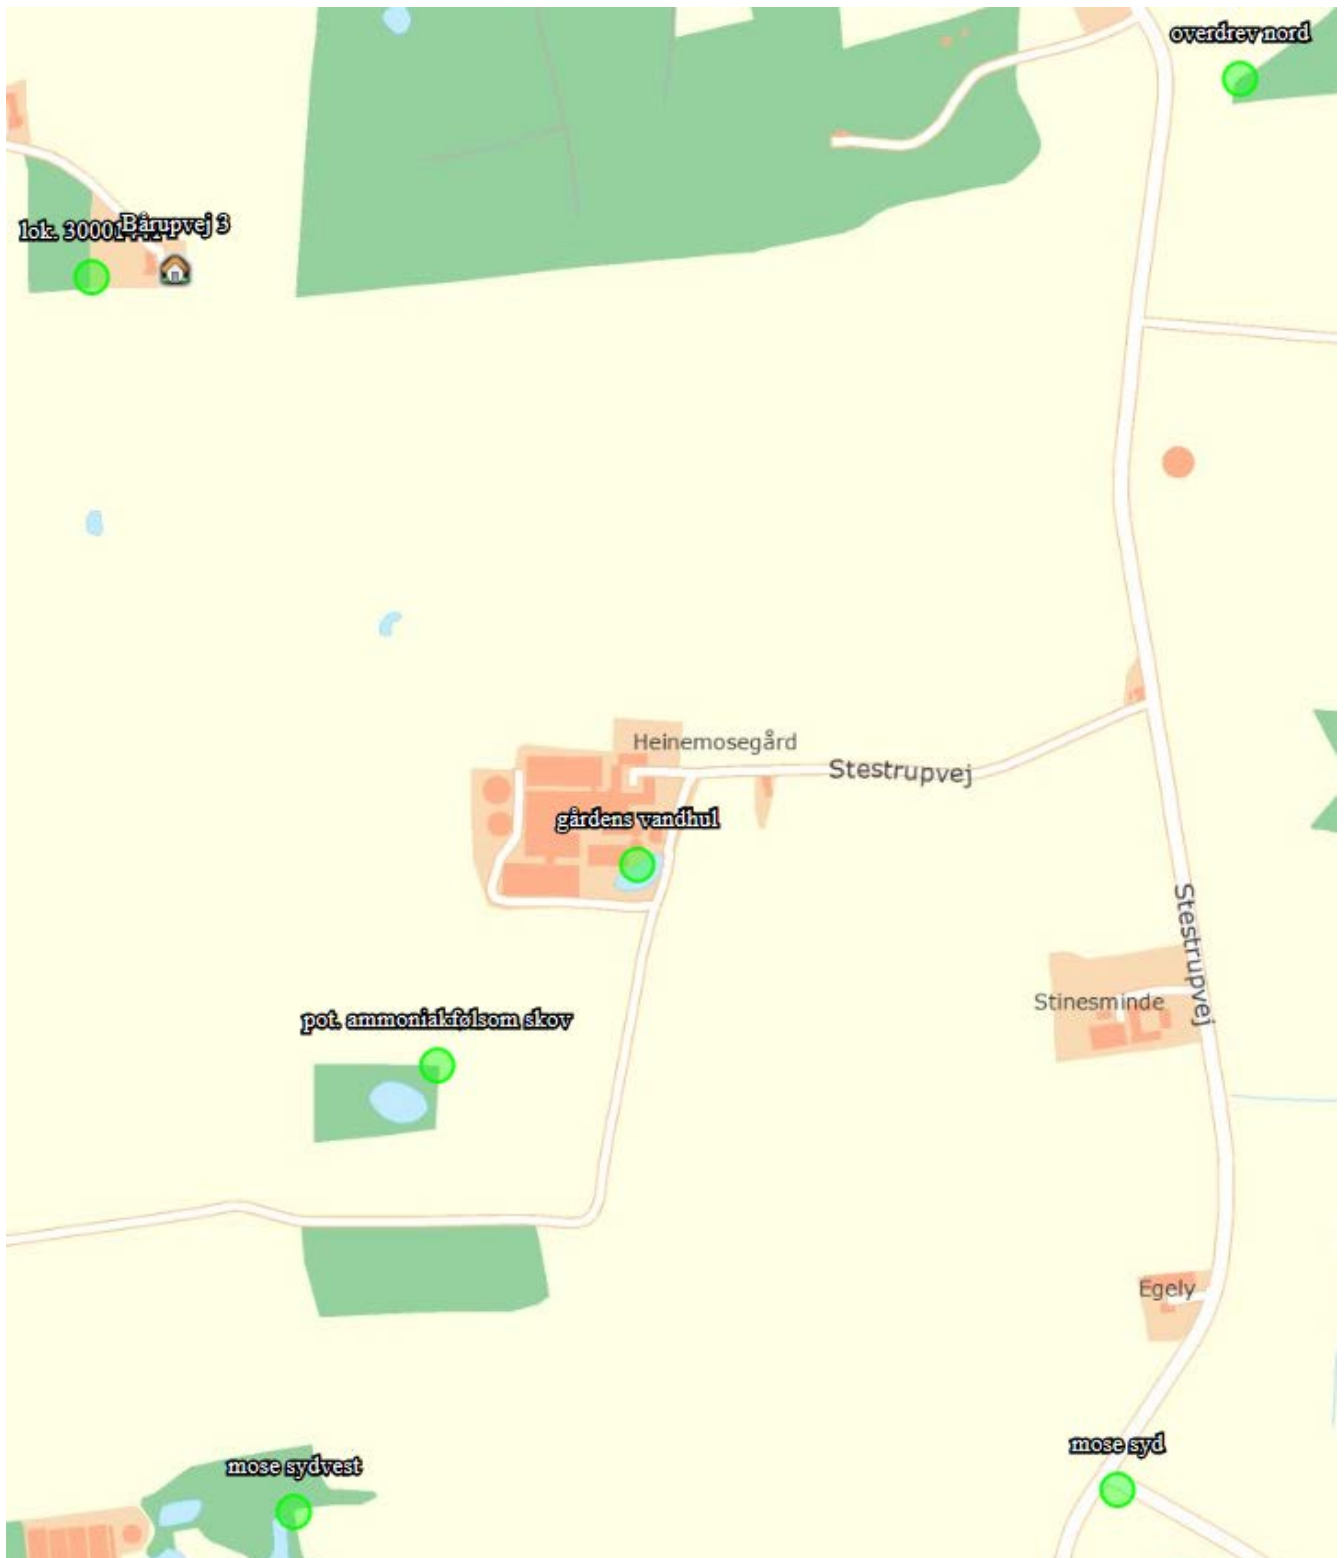 overdrev nord
lok. 30001
Bårupvej 3
Heinemosegård
Stestrupvej
gårdens vandhul
Stestrupvej
Stinesminde
pot. ammoniakfølsom skov
Egely
mose syd
mose sydvest